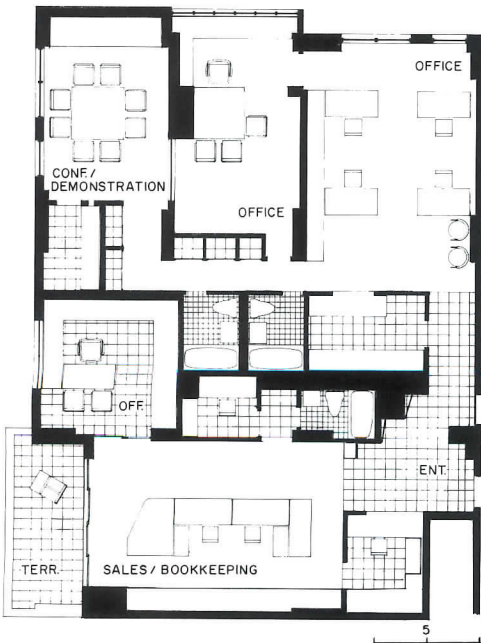 OFFICE
CONF./
DEMONSTRATION
OFFICE
OFF.
ENT.
TERR.
SALES / BOOKKEEPING
5